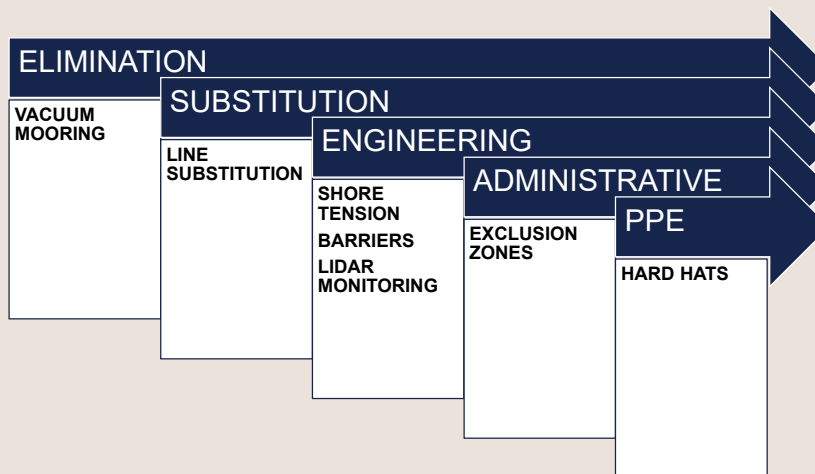 ELIMINATION
VACUUM
MOORING
SUBSTITUTION
LINE
SUBSTITUTION
ENGINEERING
SHORE
TENSION
BARRIERS
LIDAR
MONITORING
ADMINISTRATIVE
EXCLUSION
ZONES
PPE
HARD HATS